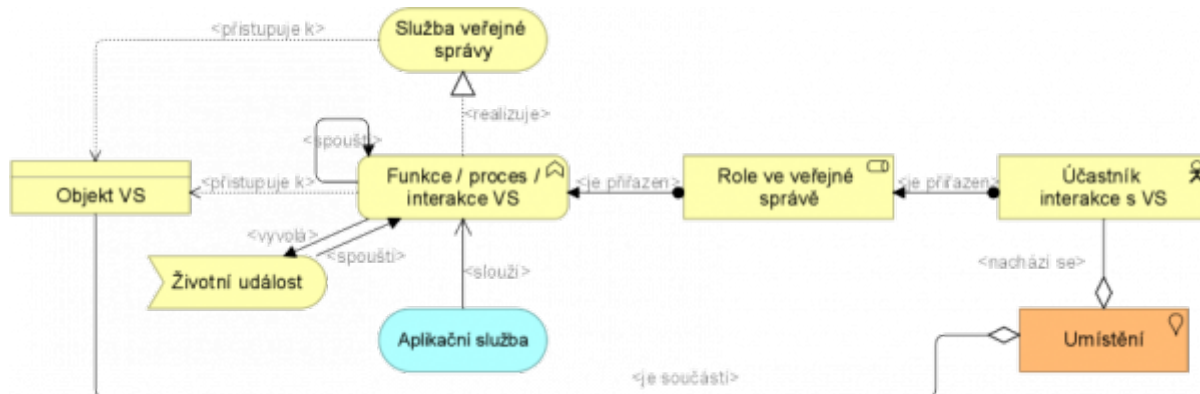 Služba veřejné
správy
<přistupuje k>
<realizuje>
<spouští>
Objekt VS
<přistupuje k>
Funkce / proces /
interakce VS
<je přiřazen>
Role ve veřejné
správě
<je přiřazen>
Účastník
interakce s VS
<vyvolá>
<spouští>
Životní událost
<slouží>
<nachází se>
Aplikační služba
Umístění
<je součástí>